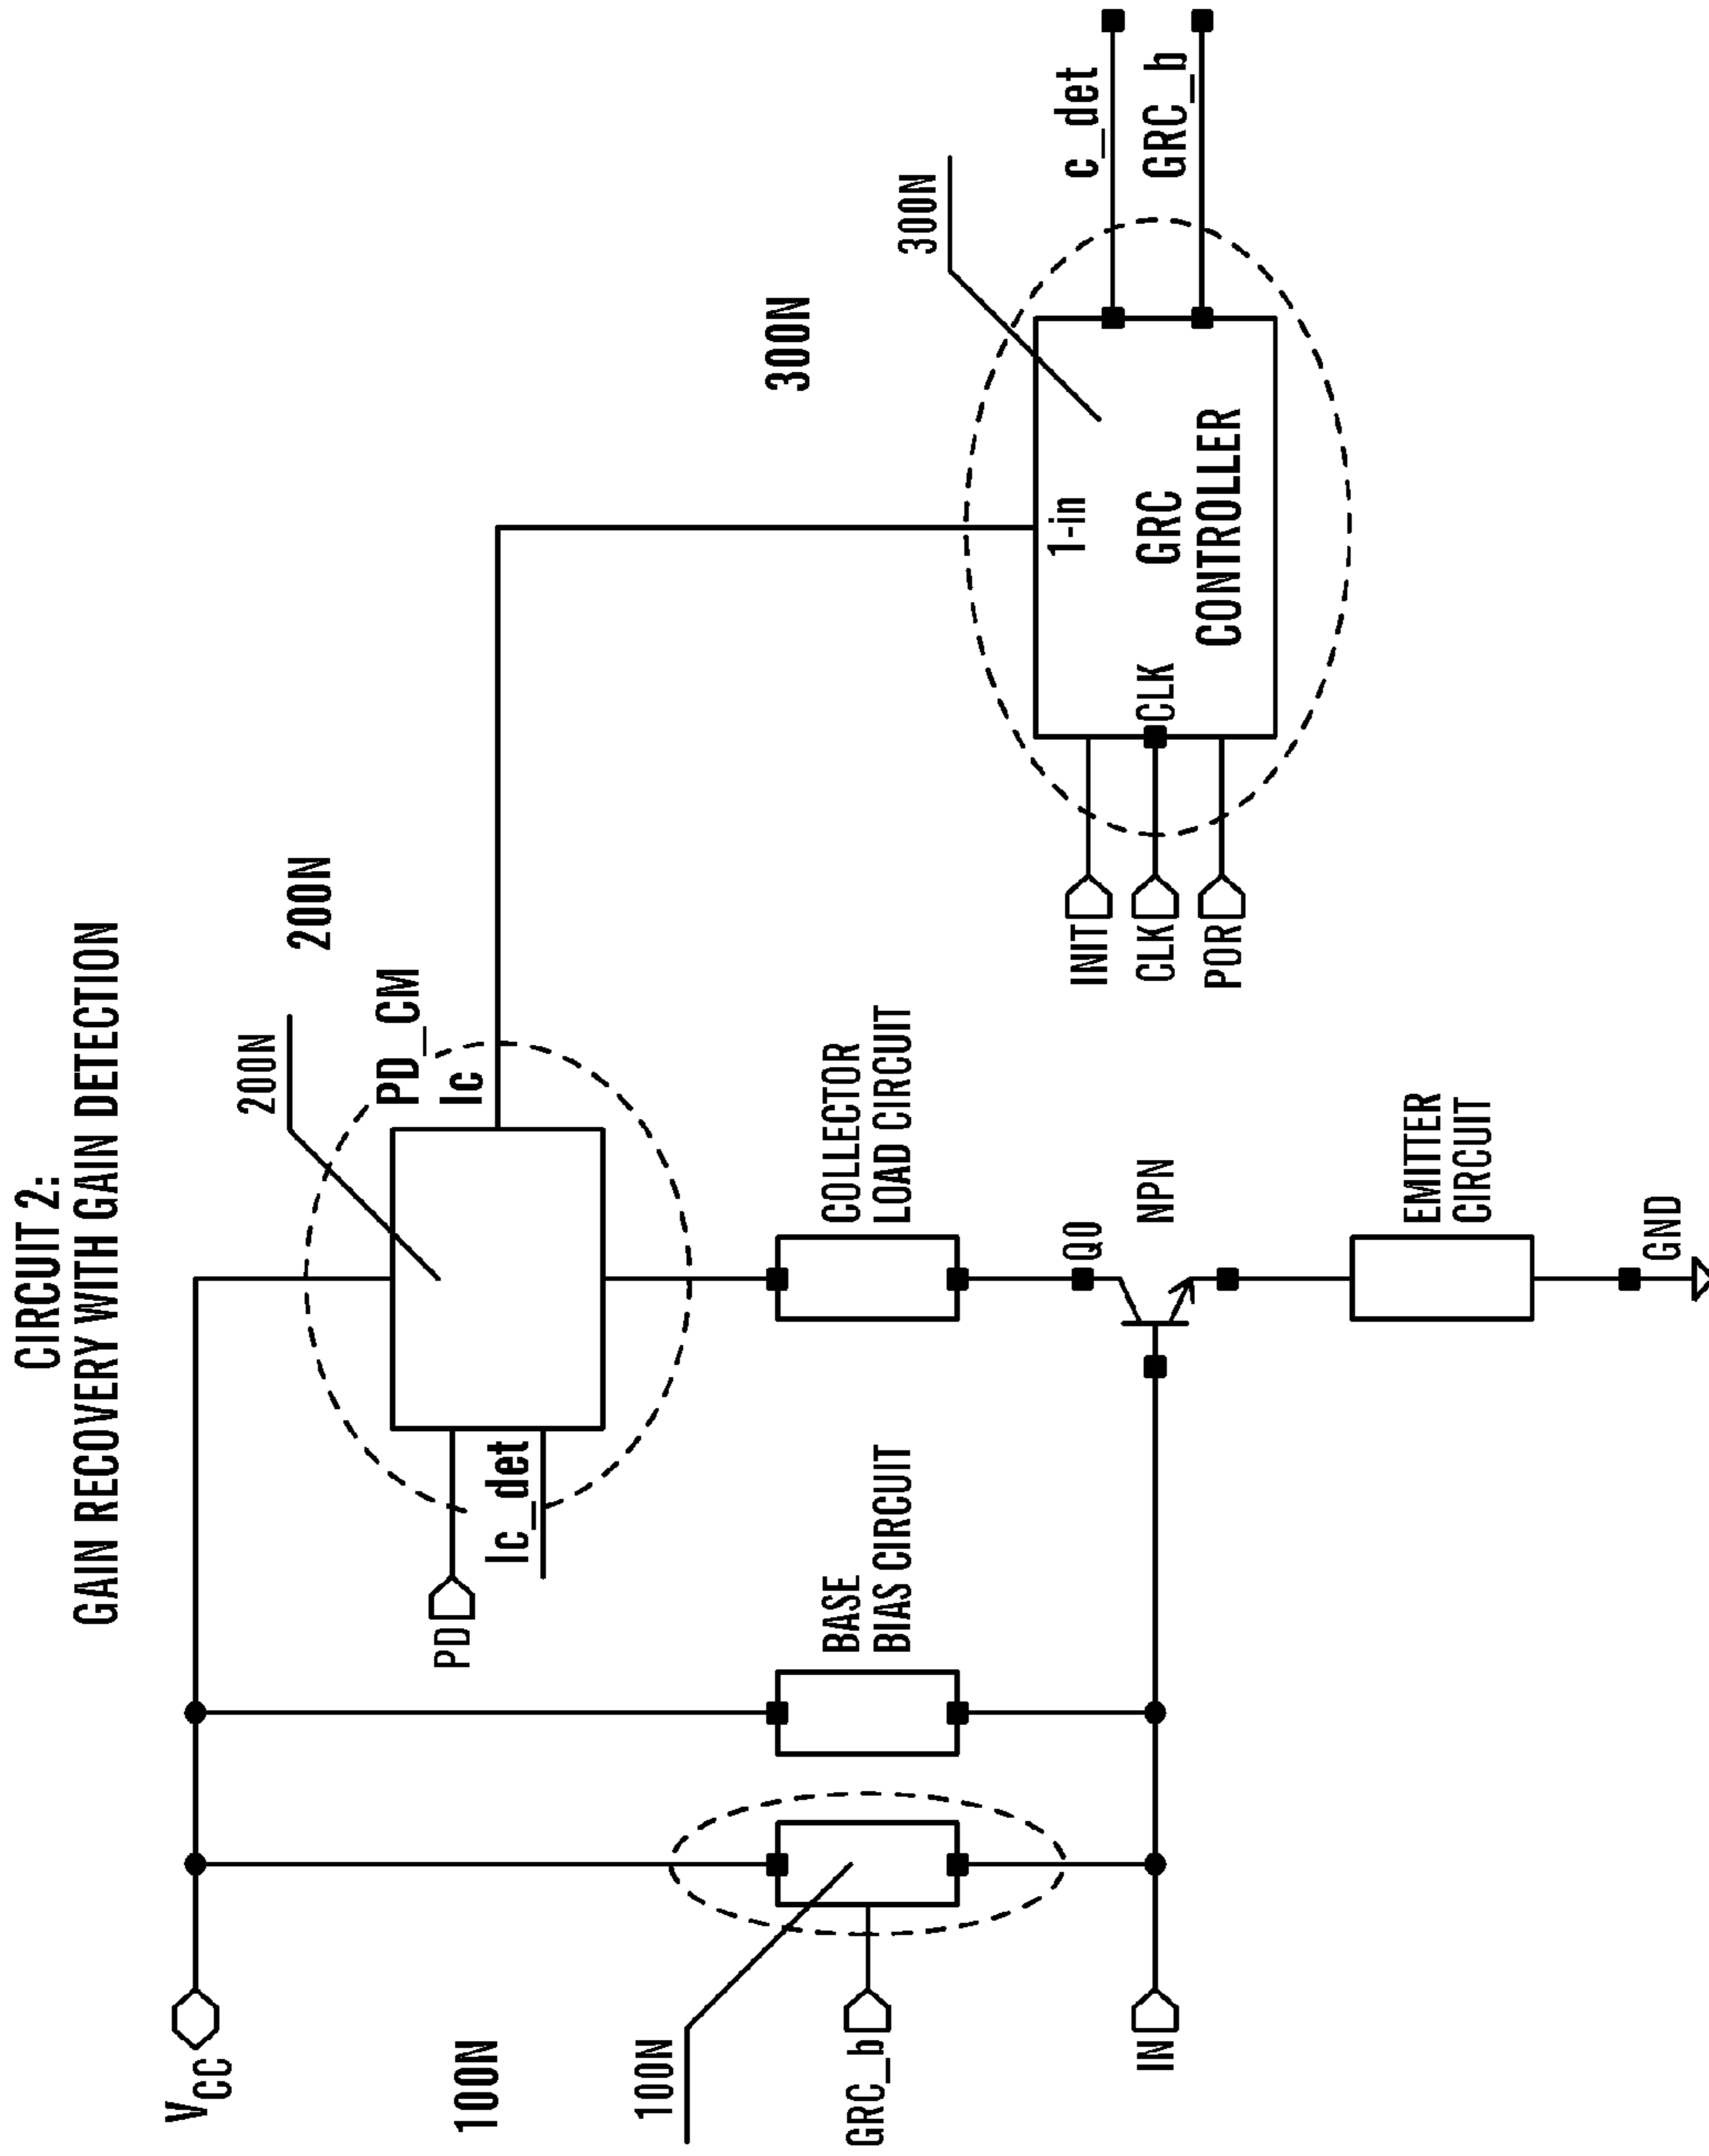 CIRCUIT 2:
GAIN RECOVERY WITH GAIN DETECTION
VCC
200N
200N
PD_CM
Ic
PD
Ic_det
100N
100N
GRC_b
BASE
BIAS CIRCUIT
COLLECTOR
LOAD CIRCUIT
300N
300N
Q0
NPN
IN
EMITTER
CIRCUIT
GND
INIT
CLK
POR
1-in
CLK
GRC
CONTROLLER
c_det
GRC_b